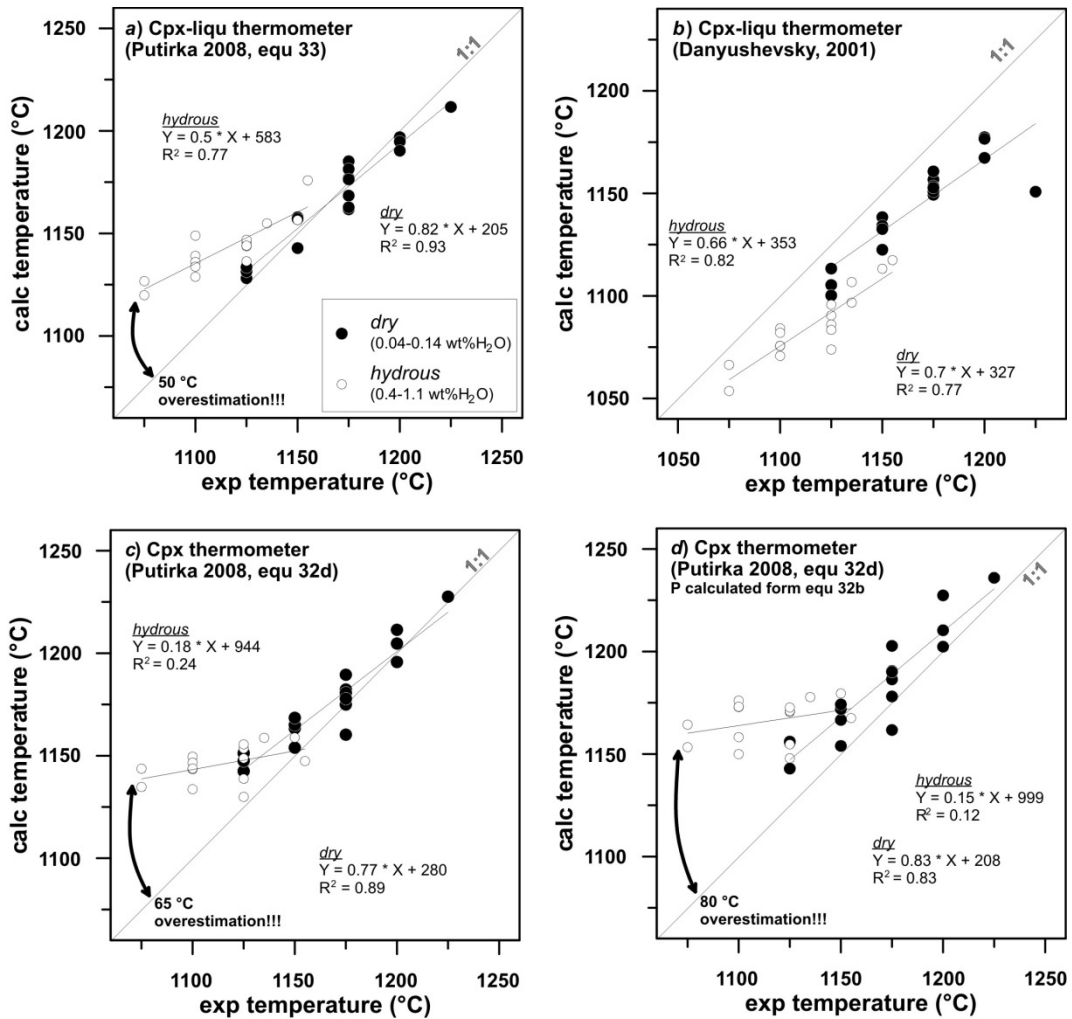 a) Cpx-liqu thermometer
(Putirka 2008, equ 33)
1:1
hydrous
Y = 0.5 * X + 583
R2 = 0.77
dry
Y = 0.82 * X + 205
R2 = 0.93
dry
(0.04-0.14 wt%H2O)
hydrous
(0.4-1.1 wt%H2O)
50 °C
overestimation!!!
calc temperature (°C)
1250
1200
1150
1100
1100
1150
1200
1250
exp temperature (°C)
b) Cpx-liqu thermometer
(Danyushevsky, 2001)
1:1
hydrous
Y = 0.66 * X + 353
R2 = 0.82
dry
Y = 0.7 * X + 327
R2 = 0.77
calc temperature (°C)
1200
1150
1100
1050
1050
1100
1150
1200
exp temperature (°C)
c) Cpx thermometer
(Putirka 2008, equ 32d)
1:1
hydrous
Y = 0.18 * X + 944
R2 = 0.24
dry
Y = 0.77 * X + 280
R2 = 0.89
65 °C
overestimation!!!
calc temperature (°C)
1250
1200
1150
1100
1100
1150
1200
1250
exp temperature (°C)
d) Cpx thermometer
(Putirka 2008, equ 32d)
P calculated form equ 32b
1:1
hydrous
Y = 0.15 * X + 999
R2 = 0.12
dry
Y = 0.83 * X + 208
R2 = 0.83
80 °C
overestimation!!!
calc temperature (°C)
1250
1200
1150
1100
1100
1150
1200
1250
exp temperature (°C)